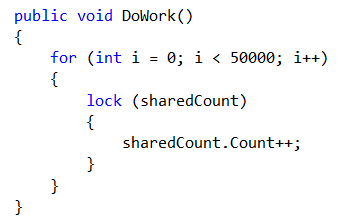 public void DoWork()
{
    for (int i = 0; i < 50000; i++)
    {
        lock (sharedCount)
        {
            sharedCount.Count++;
        }
    }
}